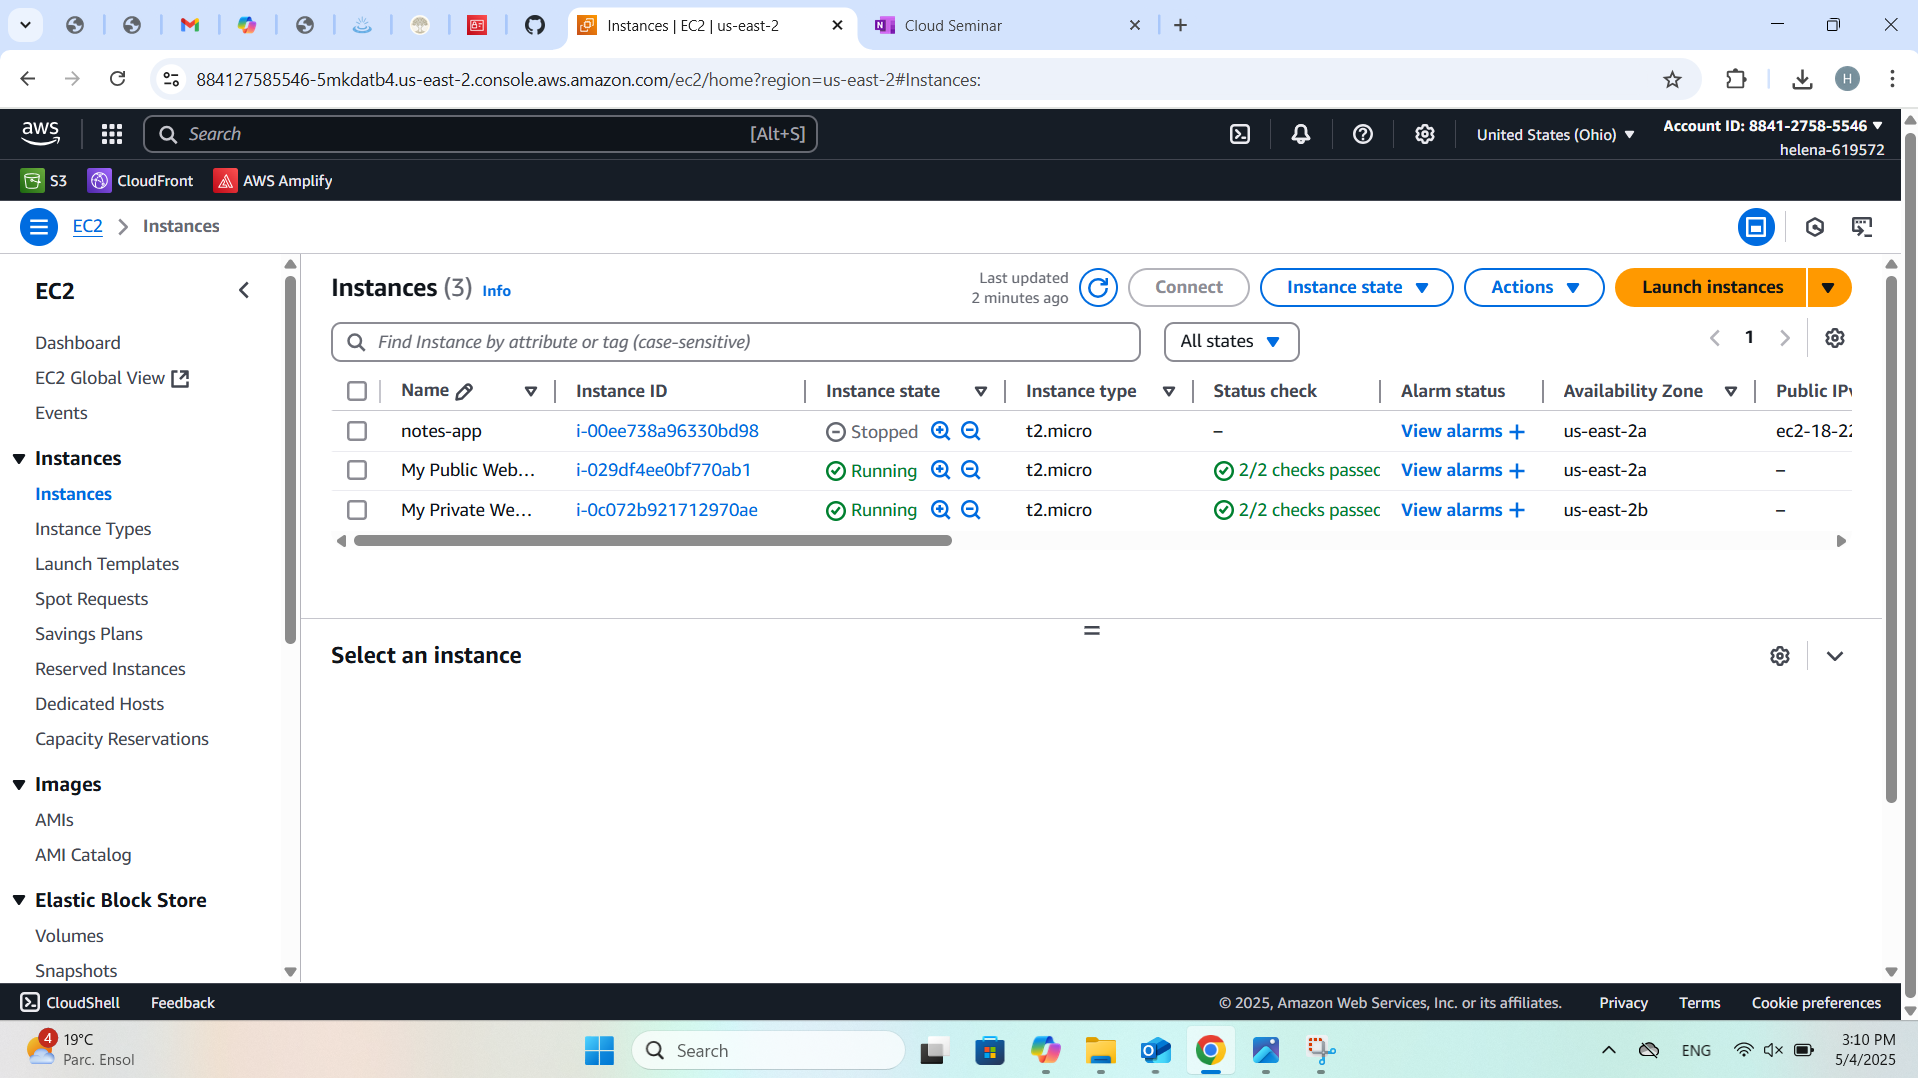 Instances | EC2 | us-east-2
Cloud Seminar
884127585546-5mkdatb4.us-east-2.console.aws.amazon.com/ec2/home?region=us-east-2#Instances:
H
aws
Search
[Alt+S]
United States (Ohio)
Account ID: 8841-2758-5546
helena-619572
S3
CloudFront
AWS Amplify
EC2
Instances
EC2
Dashboard
EC2 Global View
Events
Instances
Instances
Instance Types
Launch Templates
Spot Requests
Savings Plans
Reserved Instances
Dedicated Hosts
Capacity Reservations
Images
AMIs
AMI Catalog
Elastic Block Store
Volumes
Snapshots
Instances (3) Info
Last updated
2 minutes ago
Connect
Instance state
Actions
Launch instances
Find Instance by attribute or tag (case-sensitive)
All states
1
Name Instance ID Instance state Instance type Status check Alarm status Availability Zone Public IPv
notes-app i-00ee738a96330bd98 Stopped t2.micro – View alarms + us-east-2a ec2-18-22
My Public Web... i-029df4ee0bf770ab1 Running t2.micro 2/2 checks passed View alarms + us-east-2a –
My Private We... i-0c072b921712970ae Running t2.micro 2/2 checks passed View alarms + us-east-2b –
Select an instance
CloudShell
Feedback
© 2025, Amazon Web Services, Inc. or its affiliates.
Privacy
Terms
Cookie preferences
4
19°C
Parc. Ensol
Search
ENG
3:10 PM
5/4/2025